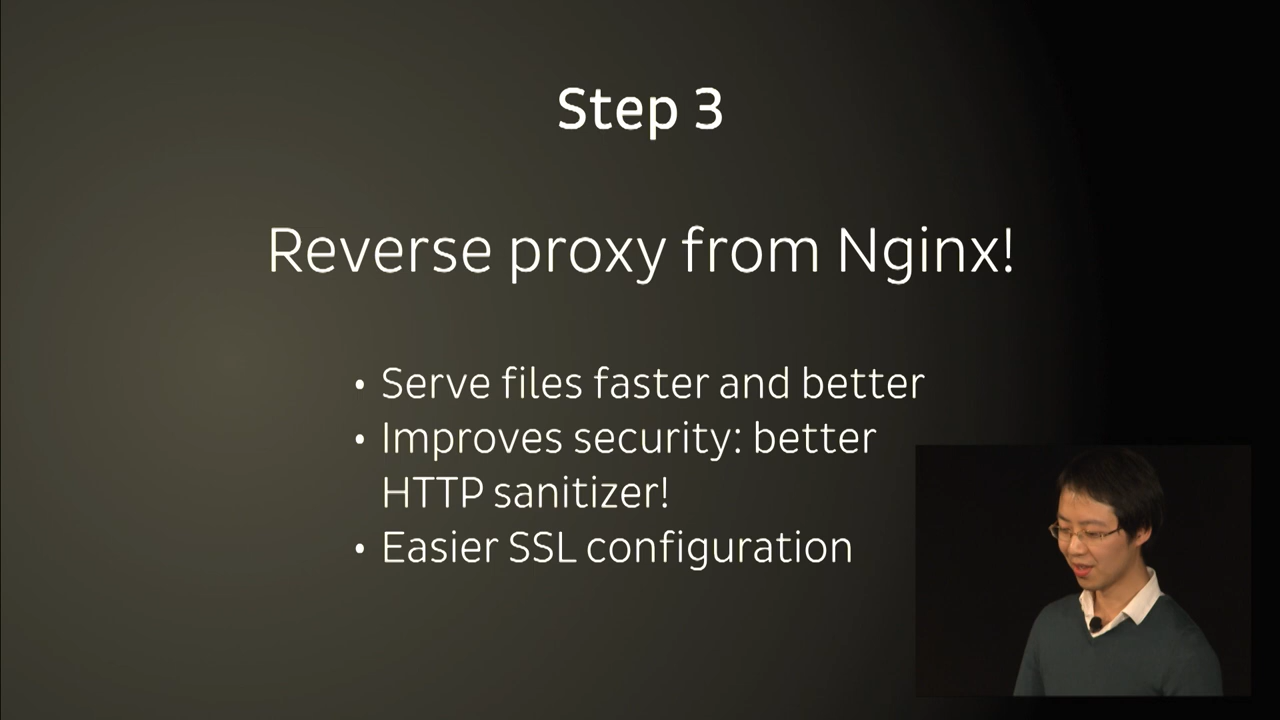 Step 3
Reverse proxy from Nginx!
• Serve files faster and better
• Improves security: better
HTTP sanitizer!
• Easier SSL configuration